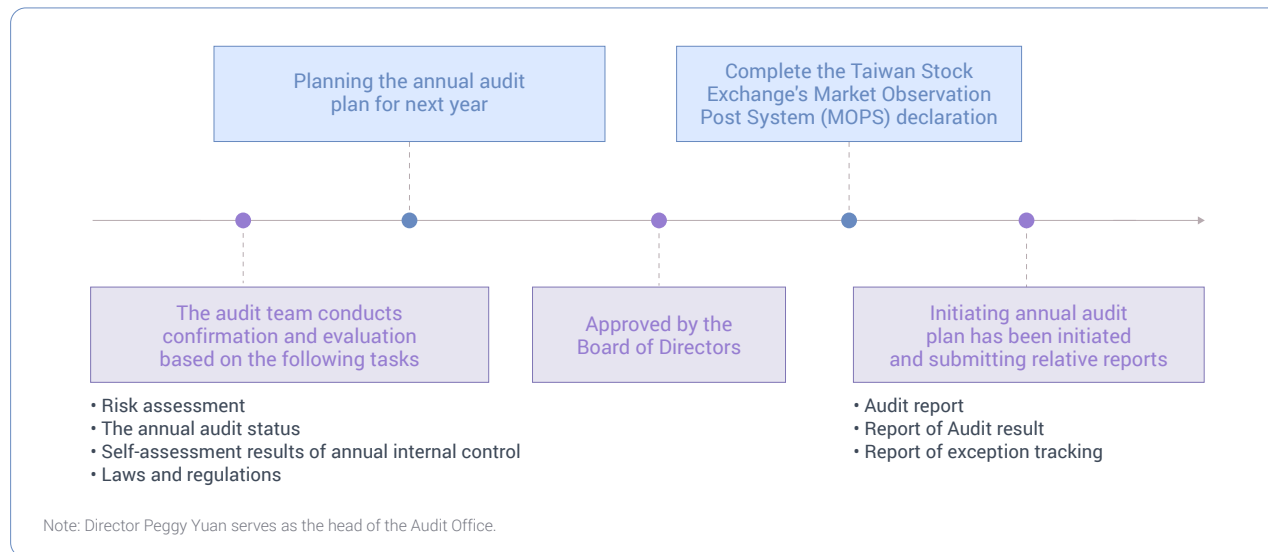 Planning the annual audit
plan for next year
Complete the Taiwan Stock
Exchange's Market Observation
Post System (MOPS) declaration
The audit team conducts
confirmation and evaluation
based on the following tasks
• Risk assessment
• The annual audit status
• Self-assessment results of annual internal control
• Laws and regulations
Approved by the
Board of Directors
Initiating annual audit
plan has been initiated
and submitting relative reports
• Audit report
• Report of Audit result
• Report of exception tracking
Note: Director Peggy Yuan serves as the head of the Audit Office.